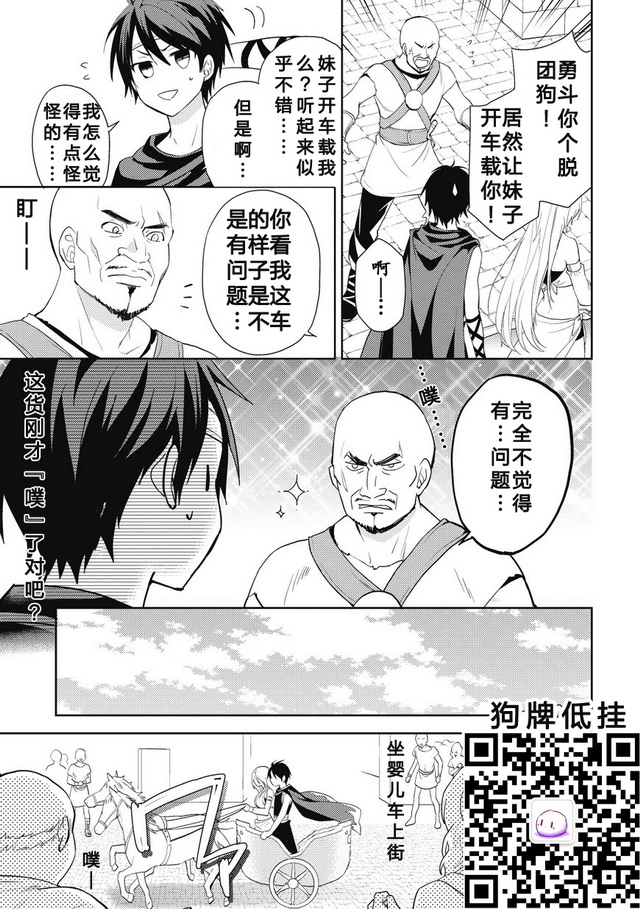 勇斗你个脱
团狗！
居然让妹子
开车载你！
啊—…
妹子开车载我
么？听起来似
乎不错……
但是啊…
我怎么觉
得有点怪
怪的……
你看我这车
的样子是不
是有问题…
盯——
完全不觉得
有…问题…
……噗…
这货刚才「噗」了对吧？
坐婴儿车上街
噗—
狗牌低挂